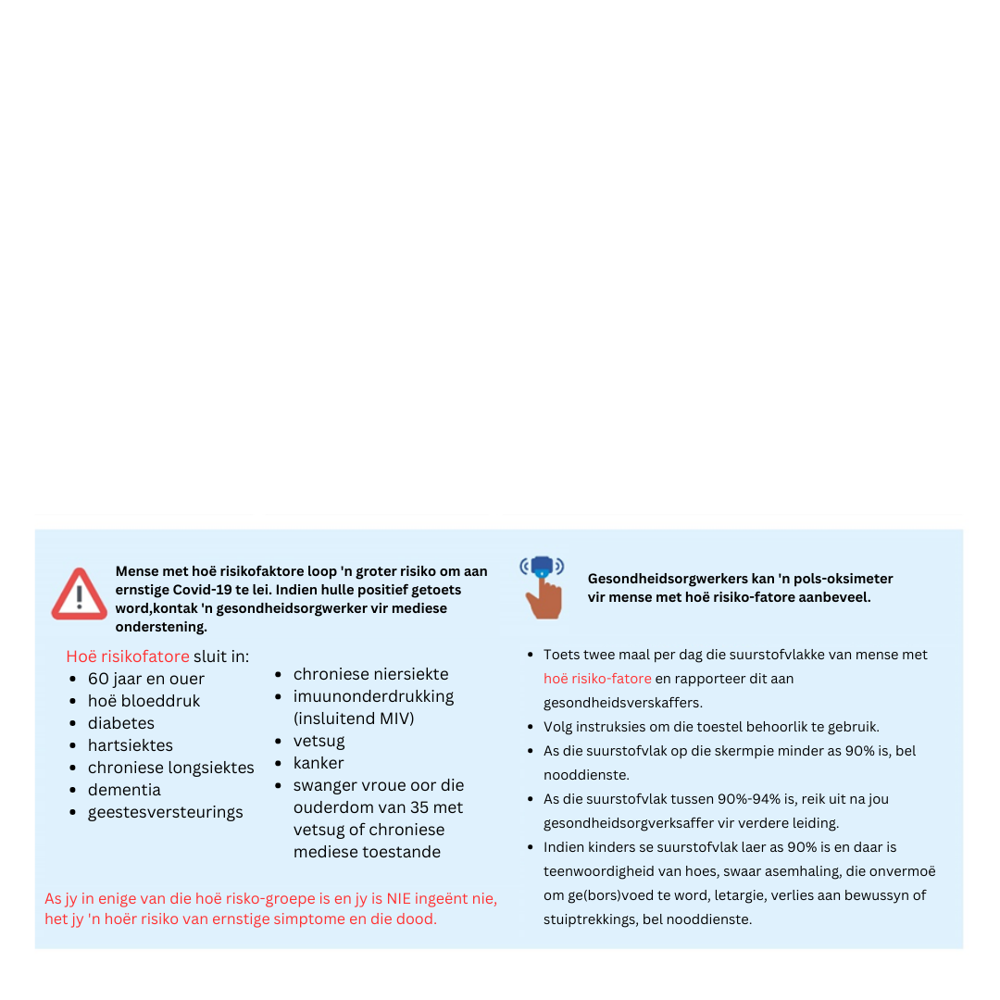 Mense met hoë risikofaktore loop 'n groter risiko om aan
ernstige Covid-19 te lei. Indien hulle positief getoets
word,kontak 'n gesondheidsorgwerker vir mediese
onderstening.
Hoë risikofatore sluit in:
• 60 jaar en ouer
• hoë bloeddruk
• diabetes
• hartsiektes
• chroniese longsiektes
• dementia
• geestesversteurings
• chroniese niersiekte
• imuunonderdrukking
(insluitend MIV)
• vetsug
• kanker
• swanger vroue oor die
ouderdom van 35 met
vetsug of chroniese
mediese toestande
As jy in enige van die hoë risko-groepe is en jy is NIE ingeënt nie,
het jy 'n hoër risiko van ernstige simptome en die dood.
Gesondheidsorgwerkers kan 'n pols-oksimeter
vir mense met hoë risiko-fatore aanbeveel.
• Toets twee maal per dag die suurstofvlakke van mense met
hoë risiko-fatore en rapporteer dit aan
gesondheidsverskaffers.
• Volg instruksies om die toestel behoorlik te gebruik.
• As die suurstofvlak op die skermpie minder as 90% is, bel
nooddienste.
• As die suurstofvlak tussen 90%-94% is, reik uit na jou
gesondheidsorgverksaffer vir verdere leiding.
• Indien kinders se suurstofvlak laer as 90% is en daar is
teenwoordigheid van hoes, swaar asemhaling, die onvermoë
om ge(bors)voed te word, letargie, verlies aan bewussyn of
stuiptrekkings, bel nooddienste.